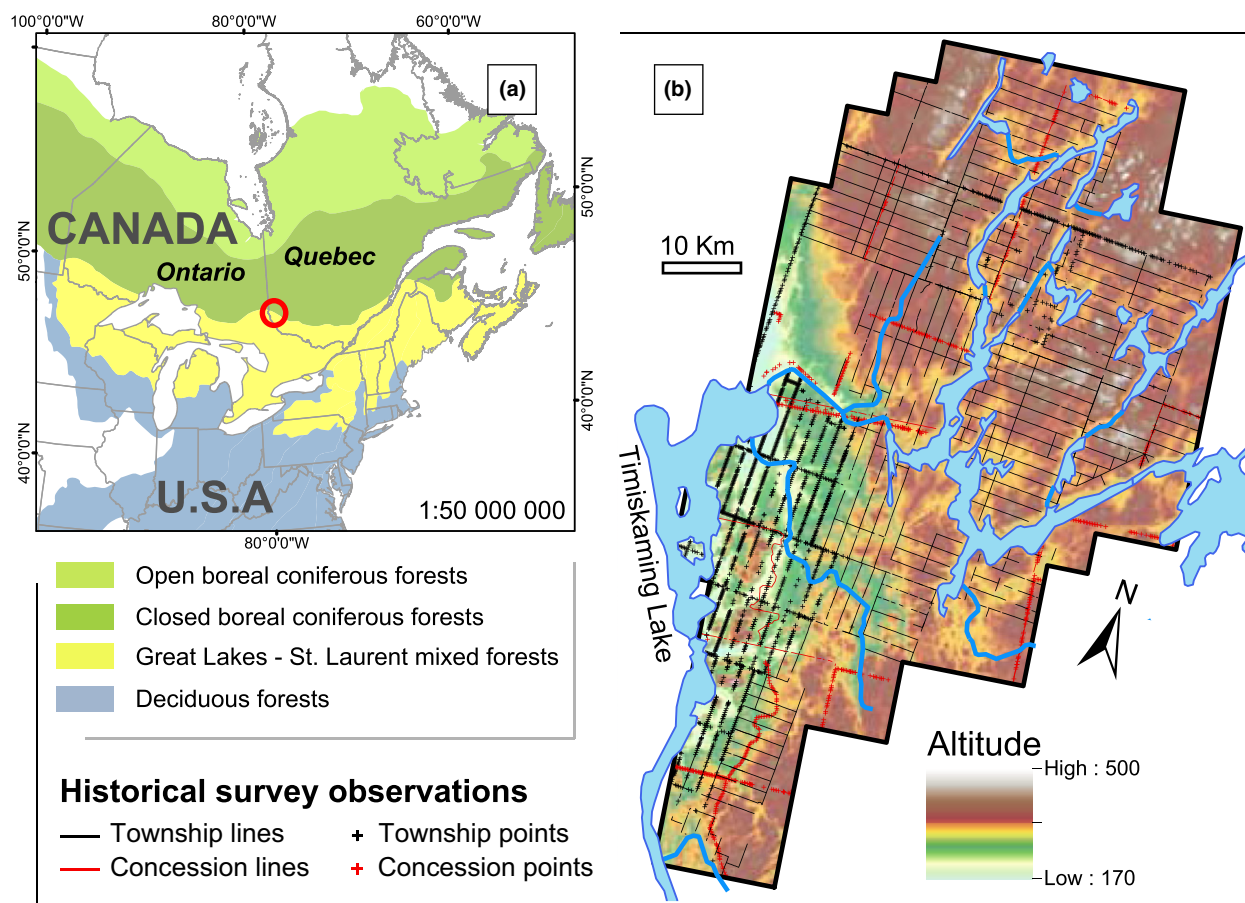 100°0'0"W
80°0'0"W
60°0'0"W
(a)
(b)
50°0'0"N
50°0'0"N
CANADA
Ontario
Quebec
10 Km
40°0'0"N
40°0'0"N
U.S.A
1:50 000 000
80°0'0"W
Timiskaming Lake
Open boreal coniferous forests
Closed boreal coniferous forests
Great Lakes - St. Laurent mixed forests
Deciduous forests
N
Altitude
High : 500
Low : 170
Historical survey observations
Township lines
Township points
Concession lines
Concession points